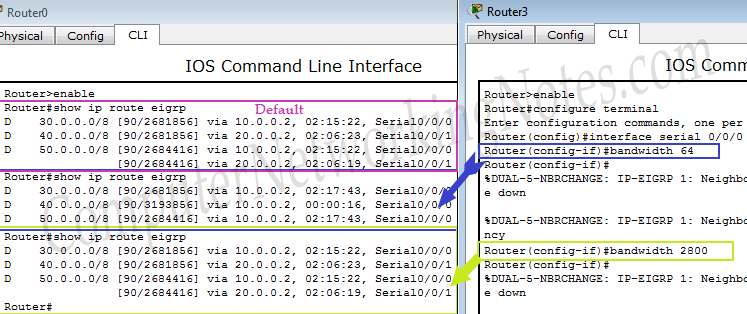 Router0
Physical Config CLI
IOS Command Line Interface
Router>enable
Router#show ip route eigrp
Default
D 30.0.0.0/8 [90/2681856] via 10.0.0.2, 02:15:22, Serial0/0/0
D 40.0.0.0/8 [90/2681856] via 20.0.0.2, 02:06:23, Serial0/0/1
D 50.0.0.0/8 [90/2684416] via 10.0.0.2, 02:15:22, Serial0/0/0
[90/2684416] via 20.0.0.2, 02:06:19, Serial0/0/1
Router#show ip route eigrp
D 30.0.0.0/8 [90/2681856] via 10.0.0.2, 02:17:43, Serial0/0/0
D 40.0.0.0/8 [90/3193856] via 10.0.0.2, 00:00:16, Serial0/0/0
D 50.0.0.0/8 [90/2684416] via 10.0.0.2, 02:17:43, Serial0/0/0
Router#show ip route eigrp
D 30.0.0.0/8 [90/2681856] via 10.0.0.2, 02:15:22, Serial0/0/0
D 40.0.0.0/8 [90/2681856] via 20.0.0.2, 02:06:23, Serial0/0/1
D 50.0.0.0/8 [90/2684416] via 10.0.0.2, 02:15:22, Serial0/0/0
[90/2684416] via 20.0.0.2, 02:06:19, Serial0/0/1
Router#
Router3
Physical Config CLI
IOS Comm
Router>enable
Router#configure terminal
Enter configuration commands, one per
Router(config)#interface serial 0/0/0
Router(config-if)#bandwidth 64
Router(config-if)#
%DUAL-5-NBRCHANGE: IP-EIGRP 1: Neighbo
e down
%DUAL-5-NBRCHANGE: IP-EIGRP 1: Neighbo
ncy
Router(config-if)#bandwidth 2800
Router(config-if)#
%DUAL-5-NBRCHANGE: IP-EIGRP 1: Neighbo
e down
ComputerNetworkingNotes.com